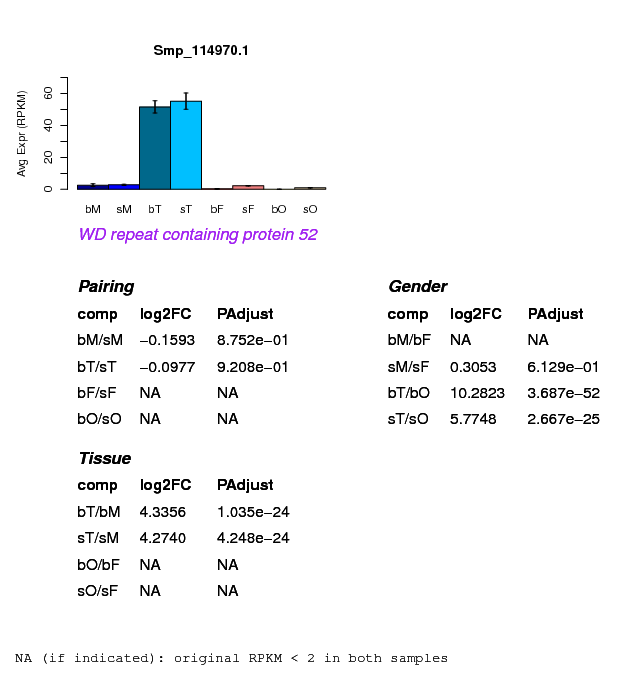 Smp_114970.1
Avg Expr (RPKM)
0 20 40 60
bM sM bT sT bF sF bO sO
WD repeat containing protein 52
Pairing
comp log2FC PAdjust
bM/sM −0.1593 8.752e−01
bT/sT −0.0977 9.208e−01
bF/sF NA NA
bO/sO NA NA
Gender
comp log2FC PAdjust
bM/bF NA NA
sM/sF 0.3053 6.129e−01
bT/bO 10.2823 3.687e−52
sT/sO 5.7748 2.667e−25
Tissue
comp log2FC PAdjust
bT/bM 4.3356 1.035e−24
sT/sM 4.2740 4.248e−24
bO/bF NA NA
sO/sF NA NA
NA (if indicated): original RPKM < 2 in both samples